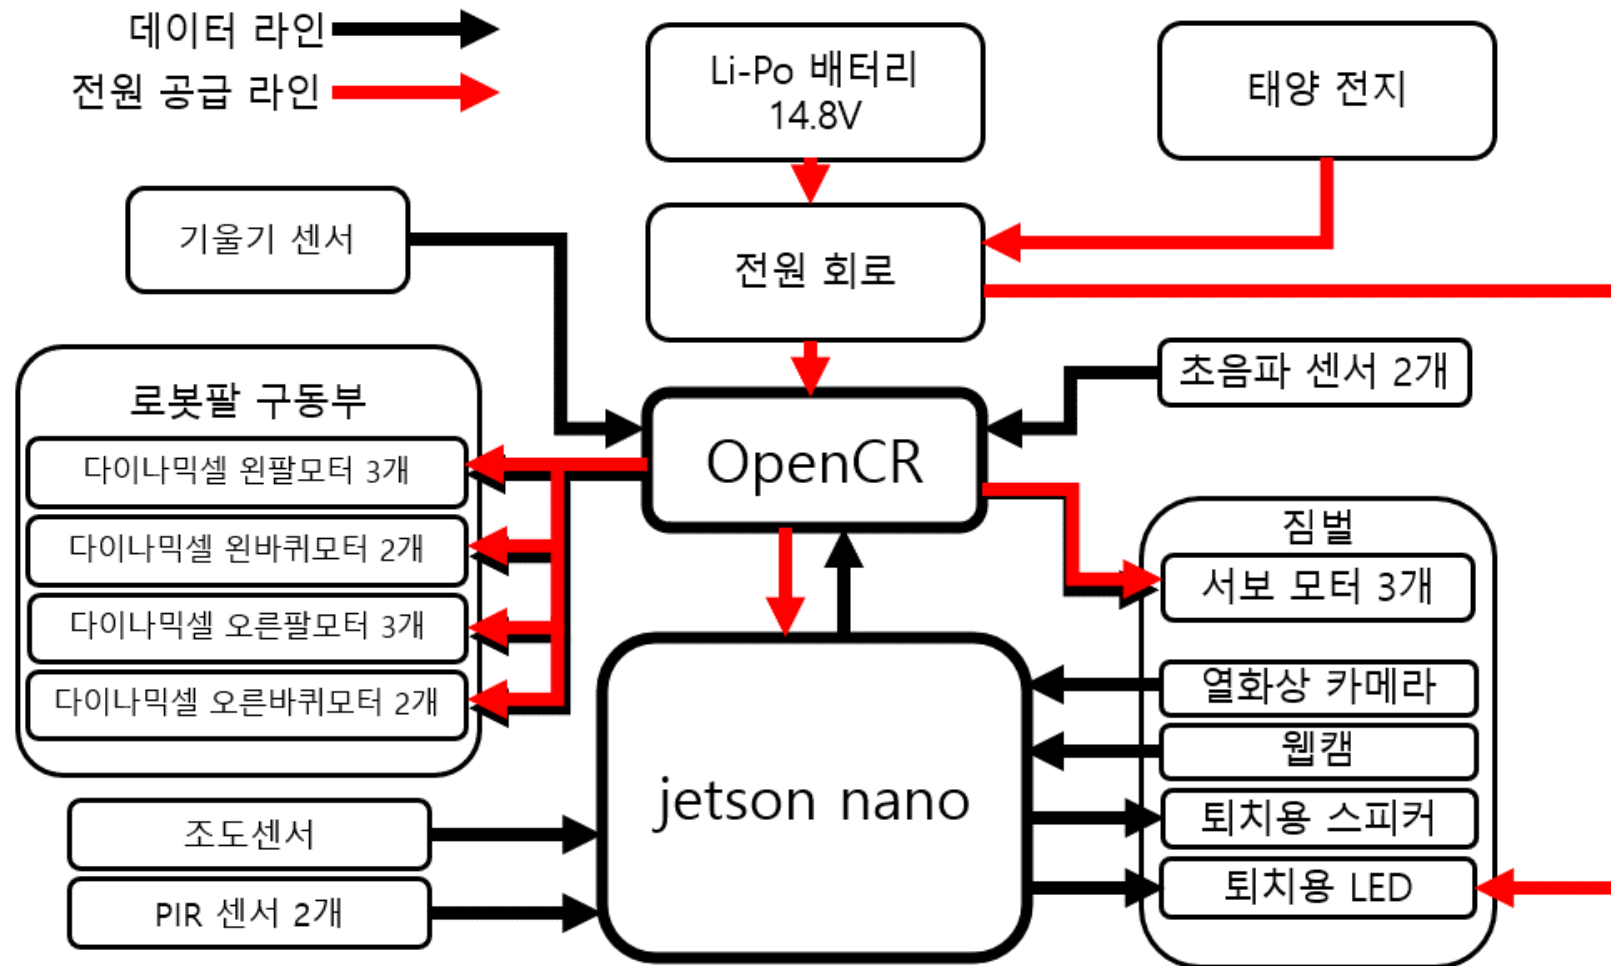 데이터 라인
전원 공급 라인
Li-Po 배터리
14.8V
태양 전지
기울기 센서
전원 회로
초음파 센서 2개
로봇팔 구동부
다이나믹셀 왼팔모터 3개
다이나믹셀 왼바퀴모터 2개
다이나믹셀 오른팔모터 3개
다이나믹셀 오른바퀴모터 2개
OpenCR
짐벌
서보 모터 3개
열화상 카메라
웹캠
퇴치용 스피커
퇴치용 LED
jetson nano
조도센서
PIR 센서 2개